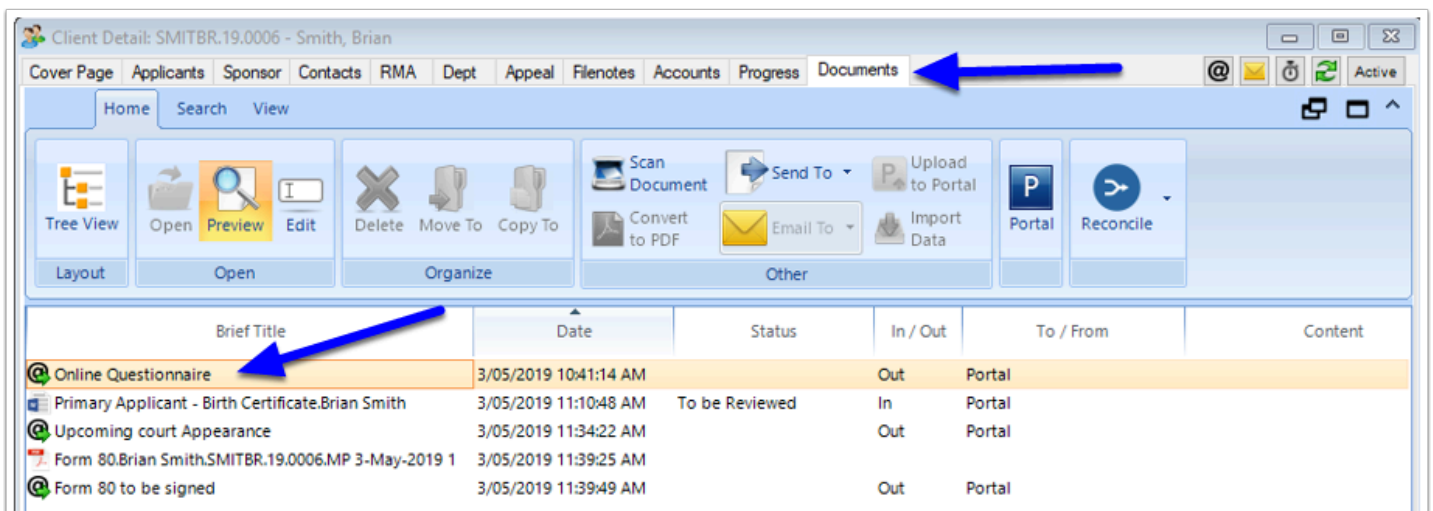 Client Detail: SMITBR.19.0006 - Smith, Brian
Cover Page Applicants Sponsor Contacts RMA Dept Appeal Filenotes Accounts Progress Documents @ Active
Home Search View
Tree View Open Preview Edit Delete Move To Copy To Scan Document Convert to PDF Send To Email To Upload to Portal Import Data P Portal Reconcile
Layout Open Organize Other
Brief Title Date Status In / Out To / From Content
Online Questionnaire 3/05/2019 10:41:14 AM Out Portal
Primary Applicant - Birth Certificate.Brian Smith 3/05/2019 11:10:48 AM To be Reviewed In Portal
Upcoming court Appearance 3/05/2019 11:34:22 AM Out Portal
Form 80.Brian Smith.SMITBR.19.0006.MP 3-May-2019 1 3/05/2019 11:39:25 AM
Form 80 to be signed 3/05/2019 11:39:49 AM Out Portal